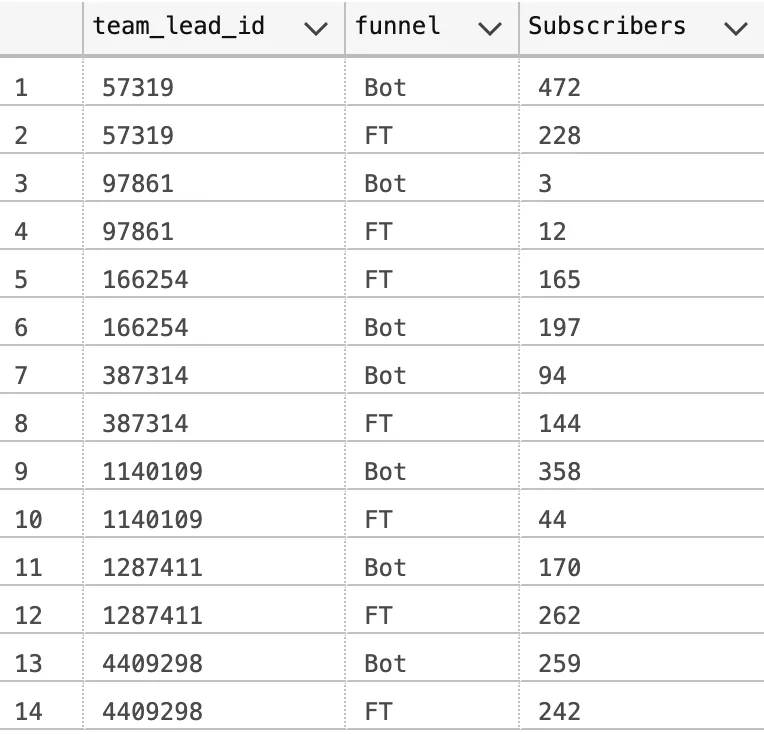 team_lead_id funnel Subscribers
1 57319 Bot 472
2 57319 FT 228
3 97861 Bot 3
4 97861 FT 12
5 166254 FT 165
6 166254 Bot 197
7 387314 Bot 94
8 387314 FT 144
9 1140109 Bot 358
10 1140109 FT 44
11 1287411 Bot 170
12 1287411 FT 262
13 4409298 Bot 259
14 4409298 FT 242